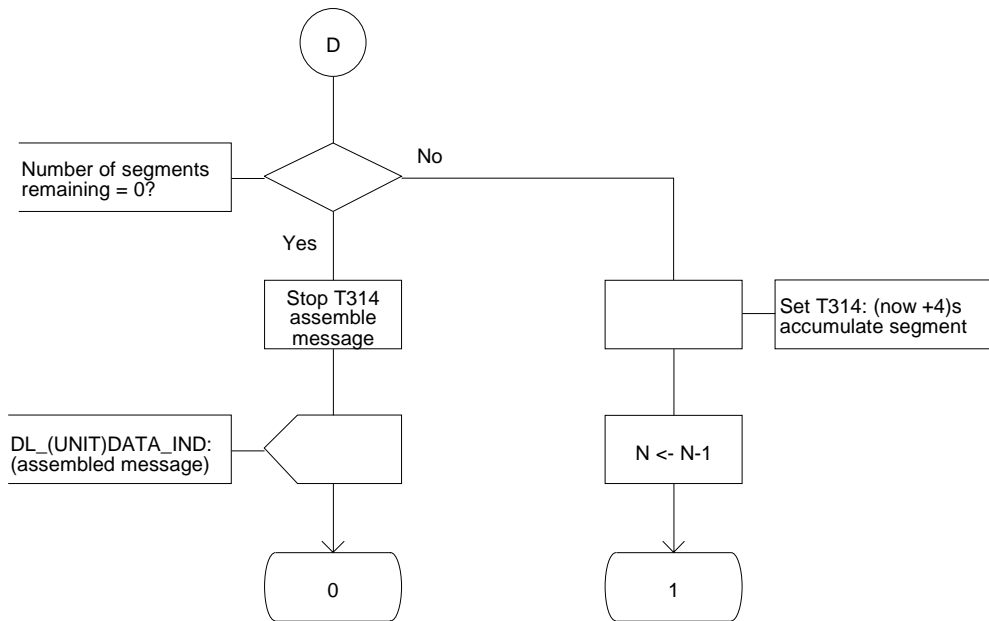 D
Number of segments
remaining = 0?
No
Yes
Stop T314
assemble
message
Set T314: (now +4)s
accumulate segment
DL_(UNIT)DATA_IND:
(assembled message)
N <- N-1
0
1